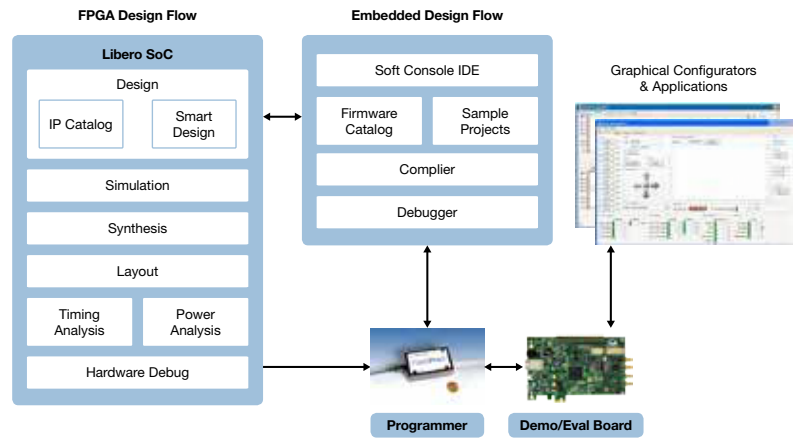 FPGA Design Flow
Libero SoC
Design
IP Catalog
Smart
Design
Simulation
Synthesis
Layout
Timing
Analysis
Power
Analysis
Hardware Debug
Embedded Design Flow
Soft Console IDE
Firmware
Catalog
Sample
Projects
Complier
Debugger
Graphical Configurators
& Applications
Programmer
Demo/Eval Board